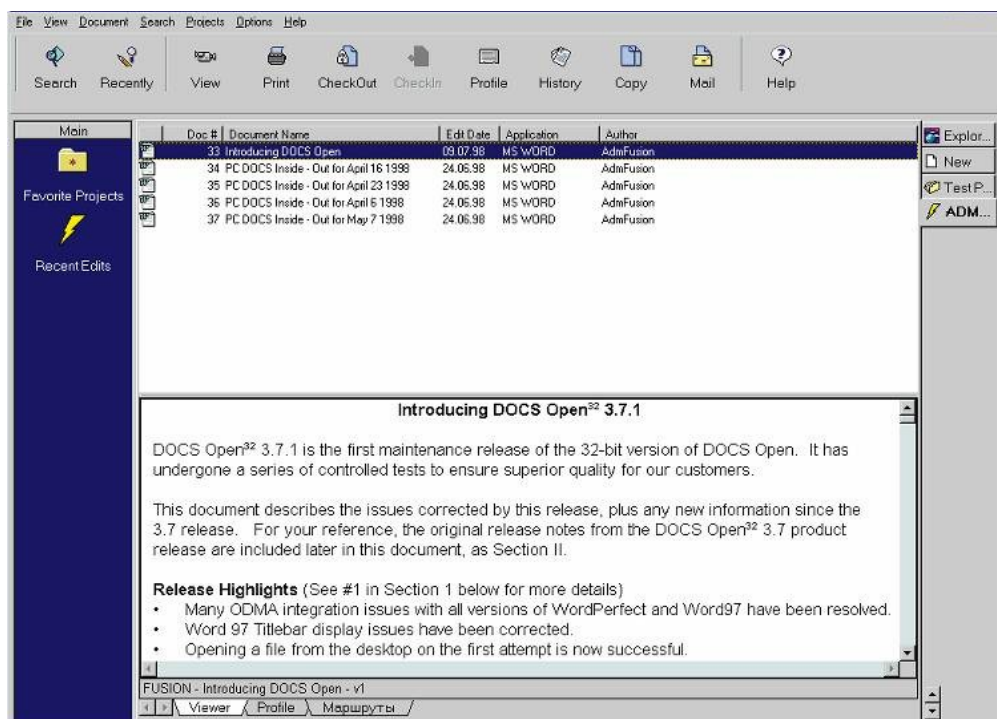 File View Document Search Projects Options Help
Search Recently View Print CheckOut CheckIn Profile History Copy Mail Help
Main
Favorite Projects
Recent Edits
Doc # Document Name Edit Date Application Author
33 Introducing DOCS Open 09.07.98 MS WORD AdmFusion
34 PC DOCS Inside - Out for April 16 1998 24.06.98 MS WORD AdmFusion
35 PC DOCS Inside - Out for April 23 1998 24.06.98 MS WORD AdmFusion
36 PC DOCS Inside - Out for April 6 1998 24.06.98 MS WORD AdmFusion
37 PC DOCS Inside - Out for May 7 1998 24.06.98 MS WORD AdmFusion
Explor...
New
Test P...
ADM...
Introducing DOCS Open³² 3.7.1
DOCS Open³² 3.7.1 is the first maintenance release of the 32-bit version of DOCS Open. It has
undergone a series of controlled tests to ensure superior quality for our customers.
This document describes the issues corrected by this release, plus any new information since the
3.7 release. For your reference, the original release notes from the DOCS Open³² 3.7 product
release are included later in this document, as Section II.
Release Highlights (See #1 in Section 1 below for more details)
• Many ODMA integration issues with all versions of WordPerfect and Word97 have been resolved.
• Word 97 Titlebar display issues have been corrected.
• Opening a file from the desktop on the first attempt is now successful.
FUSION - Introducing DOCS Open - v1
Viewer Profile Маршруты